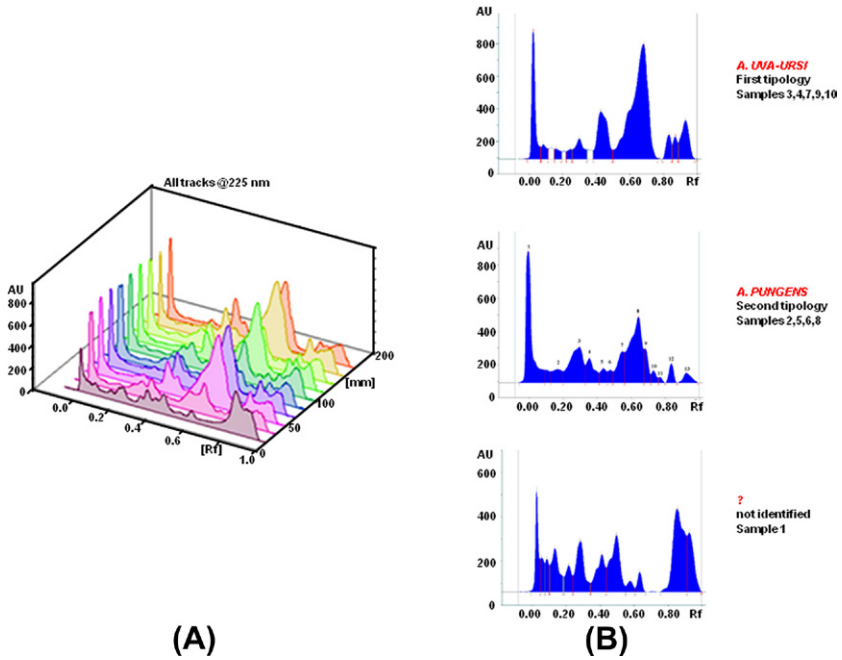 All tracks @225 nm
AU
800
600
400
200
0
0.0
0.2
0.4
0.6
[Rf]
1.0
0
50
100
[mm]
200
(A)
AU
800
600
400
200
0
0.00 0.20 0.40 0.60 Rf
A. UVA-URSI
First tipology
Samples 3,4,7,9,10
AU
800
600
400
200
0
0.00 0.20 0.40 0.60 Rf
A. PUNGENS
Second tipology
Samples 2,5,6,8
AU
600
400
200
0
0.00 0.20 0.40 0.60 0.80 Rf
?
not identified
Sample 1
(B)